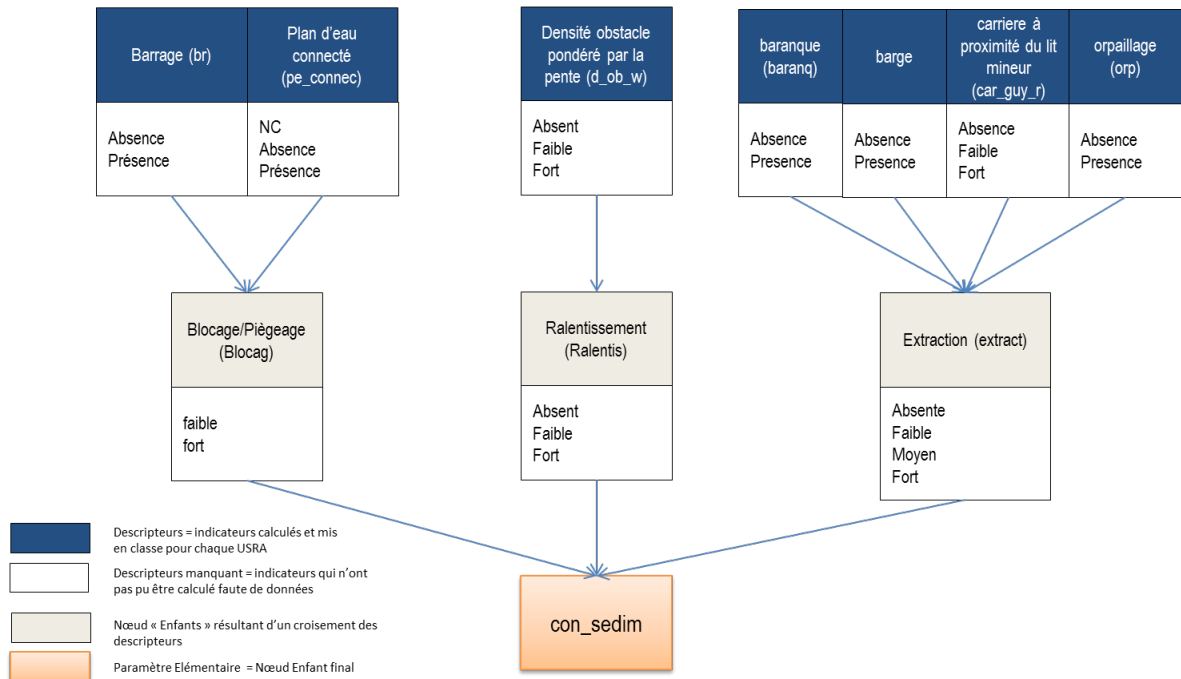 Barrage (br)
Plan d'eau
connecté
(pe_connec)
Absence
Présence
NC
Absence
Présence
Densité obstacle
pondéré par la
pente (d_ob_w)
Absent
Faible
Fort
baranque
(baranq)
barge
carriere à
proximité du lit
mineur
(car_guy_r)
orpaillage
(orp)
Absence
Presence
Absence
Presence
Absence
Faible
Fort
Absence
Presence
Blocage/Piègeage
(Blocag)
faible
fort
Ralentissement
(Ralentis)
Absent
Faible
Fort
Extraction (extract)
Absente
Faible
Moyen
Fort
con_sedim
Descripteurs = indicateurs calculés et mis
en classe pour chaque USRA
Descripteurs manquant = indicateurs qui n'ont
pas pu être calculé faute de données
Nœud « Enfants » résultant d'un croisement des
descripteurs
Paramètre Elémentaire = Nœud Enfant final